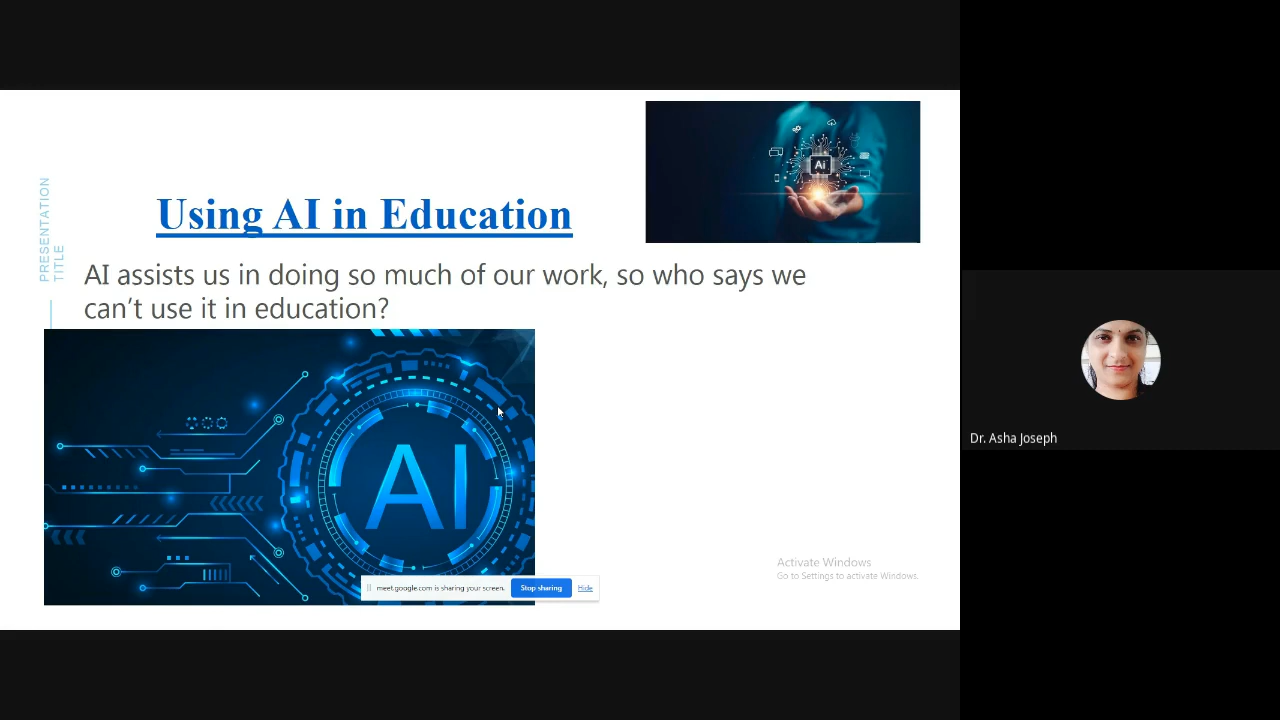 PRESENTATION
TITLE
Using AI in Education
Ai
AI assists us in doing so much of our work, so who says we
can’t use it in education?
AI
meet.google.com is sharing your screen.
Stop sharing
Hide
Activate Windows
Go to Settings to activate Windows.
Dr. Asha Joseph